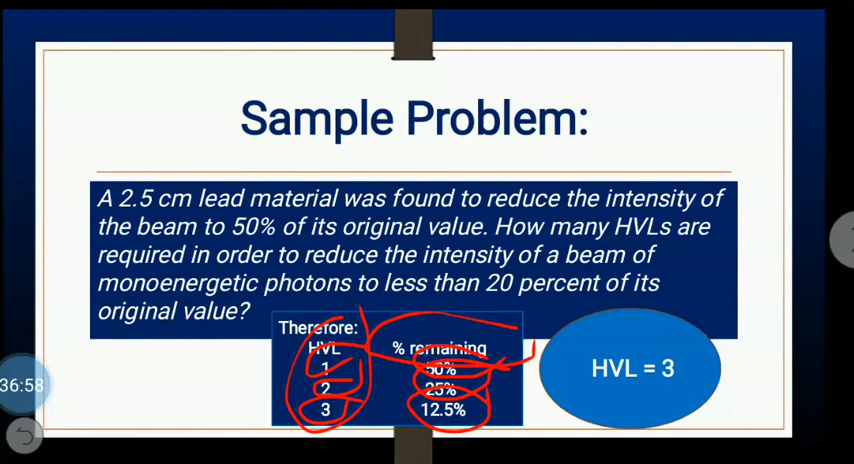 Sample Problem:
A 2.5 cm lead material was found to reduce the intensity of
the beam to 50% of its original value. How many HVLs are
required in order to reduce the intensity of a beam of
monoenergetic photons to less than 20 percent of its
original value?
Therefore:
HVL % remaining
1 50%
2 25%
3 12.5%
HVL = 3
36:58